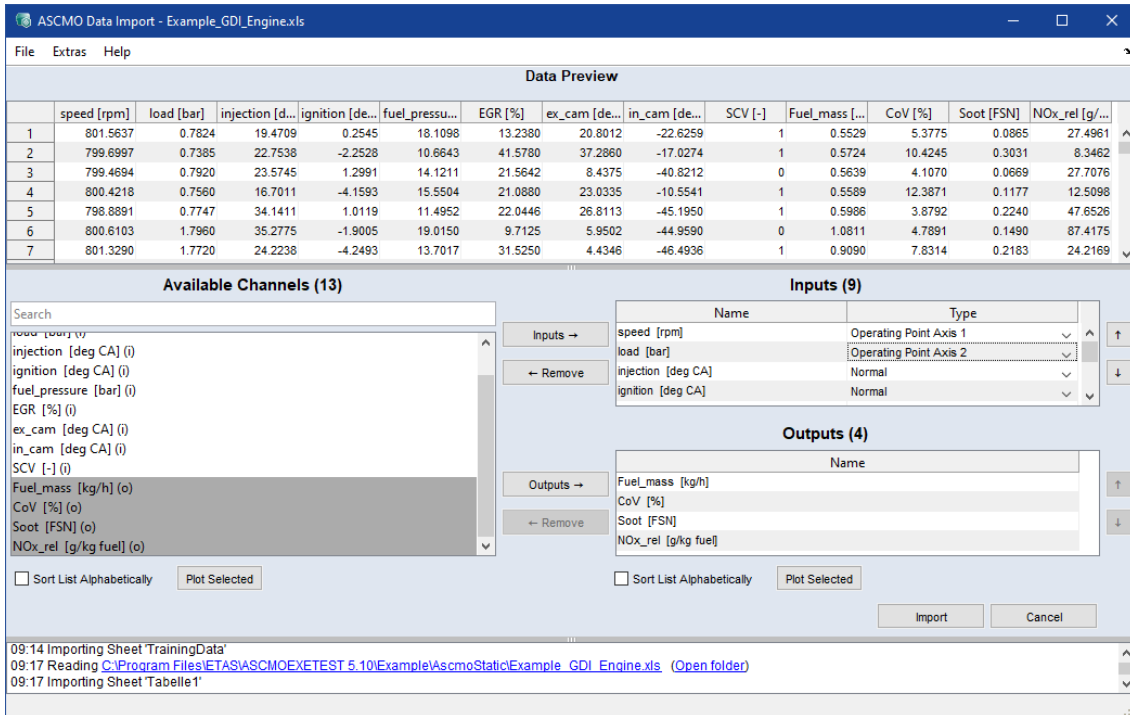 ASCMO Data Import - Example_GDI_Engine.xls
File Extras Help
Data Preview
speed [rpm] load [bar] injection [d... ignition [de... fuel_pressu... EGR [%] ex_cam [de... in_cam [de... SCV [-] Fuel_mass [... CoV [%] Soot [FSN] NOx_rel [g/...
1 801.5637 0.7824 19.4709 0.2545 18.1098 13.2380 20.8012 -22.6259 1 0.5529 5.3775 0.0865 27.4961
2 799.6997 0.7385 22.7538 -2.2528 10.6643 41.5780 37.2860 -17.0274 1 0.5724 10.4245 0.3031 8.3462
3 799.4694 0.7920 23.5745 1.2991 14.1211 21.5642 8.4375 -40.8212 0 0.5639 4.1070 0.0669 27.7076
4 800.4218 0.7560 16.7011 -4.1593 15.5504 21.0880 23.0335 -10.5541 1 0.5589 12.3871 0.1177 12.5098
5 798.8891 0.7747 34.1411 1.0119 11.4952 22.0446 26.8113 -45.1950 1 0.5986 3.8792 0.2240 47.6526
6 800.6103 1.7960 35.2775 -1.9005 19.0150 9.7125 5.9502 -44.9590 0 1.0811 4.7891 0.1490 87.4175
7 801.3290 1.7720 24.2238 -4.2493 13.7017 31.5250 4.4346 -46.4936 1 0.9090 7.8314 0.2183 24.2169
Available Channels (13)
Search
load [bar] (i)
injection [deg CA] (i)
ignition [deg CA] (i)
fuel_pressure [bar] (i)
EGR [%] (i)
ex_cam [deg CA] (i)
in_cam [deg CA] (i)
SCV [-] (i)
Fuel_mass [kg/h] (o)
CoV [%] (o)
Soot [FSN] (o)
NOx_rel [g/kg fuel] (o)
Sort List Alphabetically Plot Selected
Inputs →
← Remove
Outputs →
← Remove
Inputs (9)
Name Type
speed [rpm] Operating Point Axis 1
load [bar] Operating Point Axis 2
injection [deg CA] Normal
ignition [deg CA] Normal
↑
↓
Outputs (4)
Name
Fuel_mass [kg/h]
CoV [%]
Soot [FSN]
NOx_rel [g/kg fuel]
↑
↓
Sort List Alphabetically Plot Selected
Import Cancel
09:14 Importing Sheet 'TrainingData'
09:17 Reading C:\Program Files\ETAS\ASCMOEXETEST 5.10\Example\AscmoStatic\Example_GDI_Engine.xls (Open folder)
09:17 Importing Sheet 'Tabelle1'